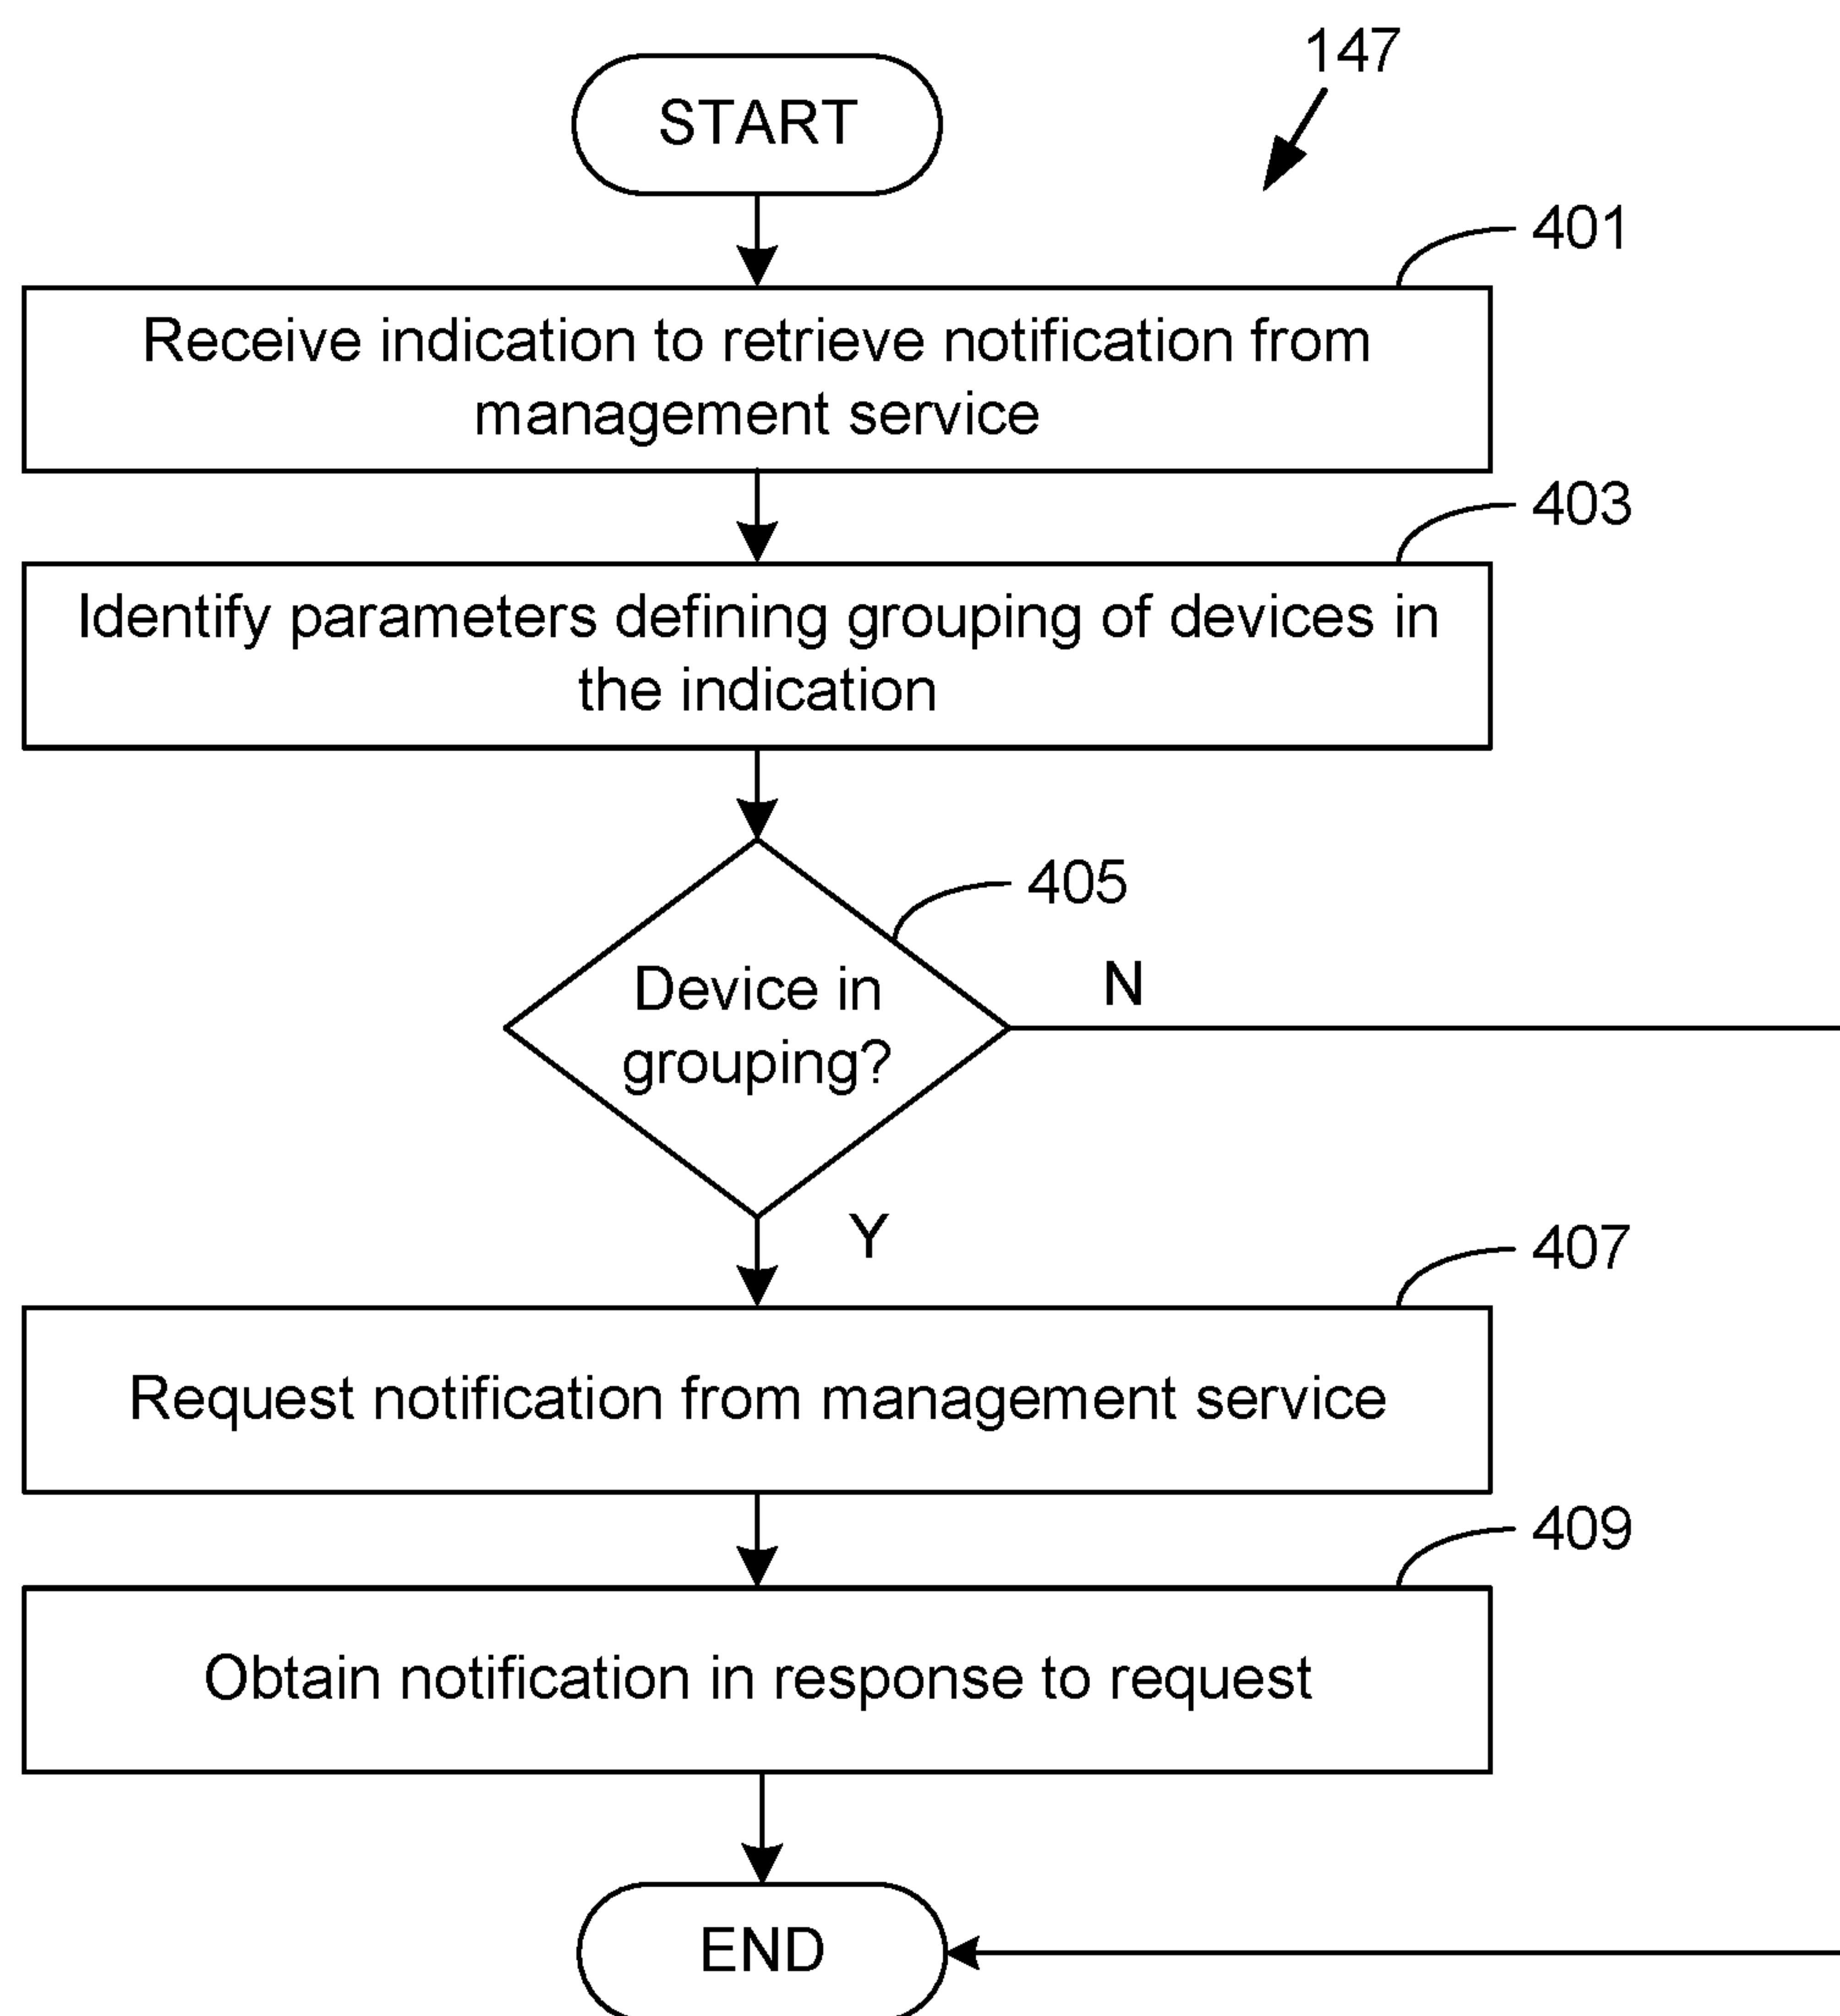 147
START
401
Receive indication to retrieve notification from
management service
403
Identify parameters defining grouping of devices in
the indication
405
Device in
grouping?
N
Y
407
Request notification from management service
409
Obtain notification in response to request
END